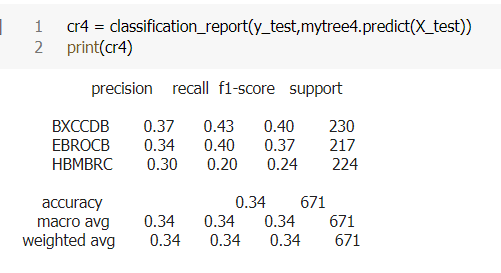 1 cr4 = classification_report(y_test,mytree4.predict(X_test))
2 print(cr4)
precision recall f1-score support
BXCCDB 0.37 0.43 0.40 230
EBROCB 0.34 0.40 0.37 217
HBMBRC 0.30 0.20 0.24 224
accuracy 0.34 671
macro avg 0.34 0.34 0.34 671
weighted avg 0.34 0.34 0.34 671